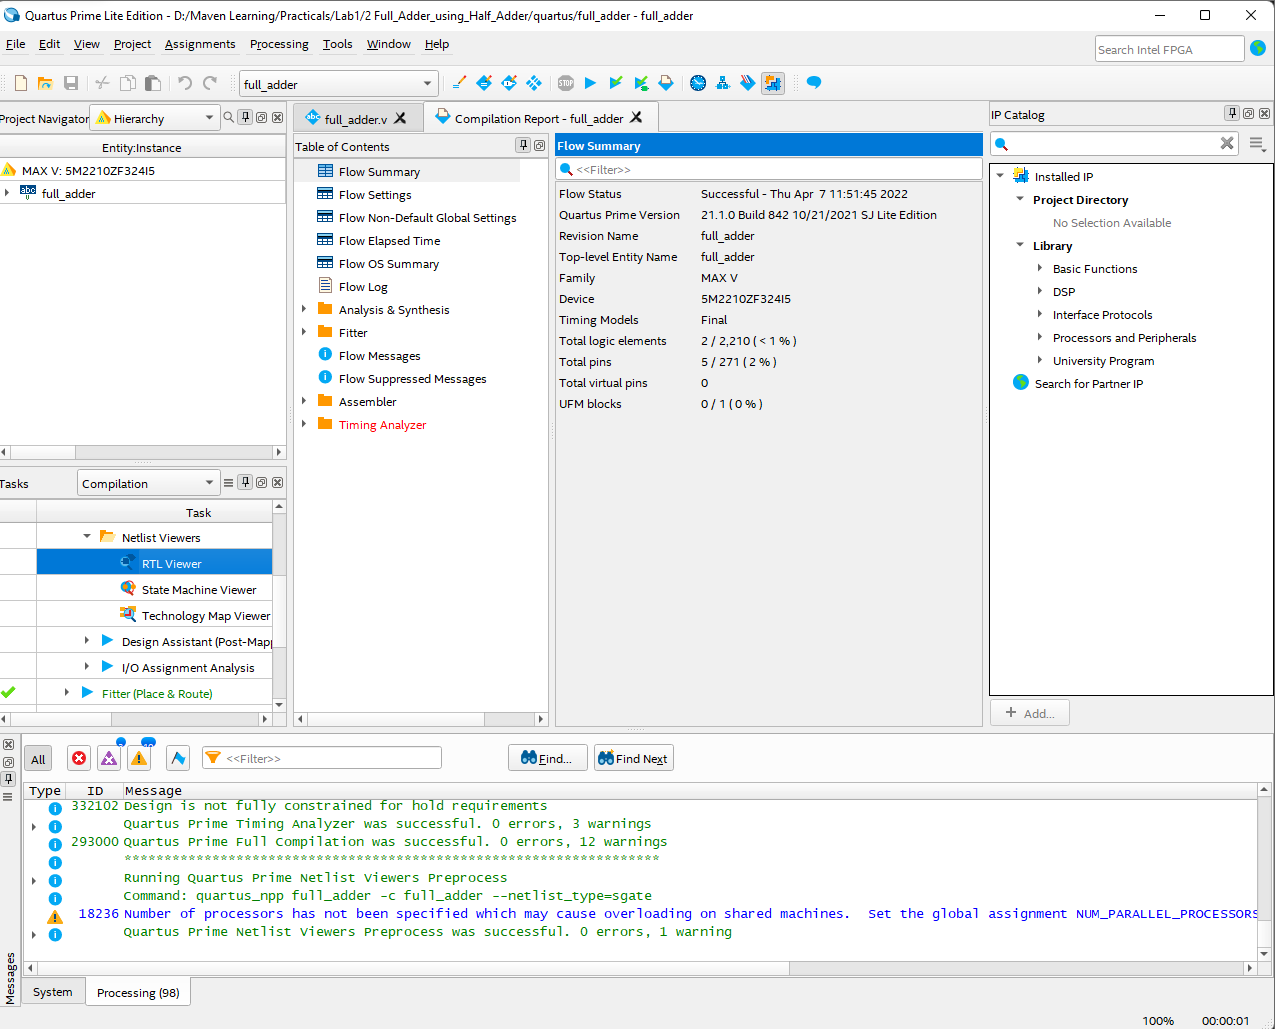 Quartus Prime Lite Edition - D:/Maven Learning/Practicals/Lab1/2 Full_Adder_using_Half_Adder/quartus/full_adder - full_adder
File Edit View Project Assignments Processing Tools Window Help
Search Intel FPGA
full_adder
STOP
Project Navigator
Hierarchy
Entity:Instance
MAX V: 5M2210ZF324I5
abc full_adder
Tasks
Compilation
Task
Netlist Viewers
RTL Viewer
State Machine Viewer
Technology Map Viewer
Design Assistant (Post-Mapp
I/O Assignment Analysis
Fitter (Place & Route)
abc full_adder.v
Compilation Report - full_adder
Table of Contents
Flow Summary
Flow Settings
Flow Non-Default Global Settings
Flow Elapsed Time
Flow OS Summary
Flow Log
Analysis & Synthesis
Fitter
Flow Messages
Flow Suppressed Messages
Assembler
Timing Analyzer
Flow Summary
<<Filter>>
Flow Status Successful - Thu Apr 7 11:51:45 2022
Quartus Prime Version 21.1.0 Build 842 10/21/2021 SJ Lite Edition
Revision Name full_adder
Top-level Entity Name full_adder
Family MAX V
Device 5M2210ZF324I5
Timing Models Final
Total logic elements 2 / 2,210 ( < 1 % )
Total pins 5 / 271 ( 2 % )
Total virtual pins 0
UFM blocks 0 / 1 ( 0 % )
IP Catalog
Installed IP
Project Directory
No Selection Available
Library
Basic Functions
DSP
Interface Protocols
Processors and Peripherals
University Program
Search for Partner IP
+ Add...
All
<<Filter>>
Find...
Find Next
Type ID Message
332102 Design is not fully constrained for hold requirements
Quartus Prime Timing Analyzer was successful. 0 errors, 3 warnings
293000 Quartus Prime Full Compilation was successful. 0 errors, 12 warnings
*******************************************************************
Running Quartus Prime Netlist Viewers Preprocess
Command: quartus_npp full_adder -c full_adder --netlist_type=sgate
18236 Number of processors has not been specified which may cause overloading on shared machines. Set the global assignment NUM_PARALLEL_PROCESSORS
Quartus Prime Netlist Viewers Preprocess was successful. 0 errors, 1 warning
Messages
System
Processing (98)
100% 00:00:01